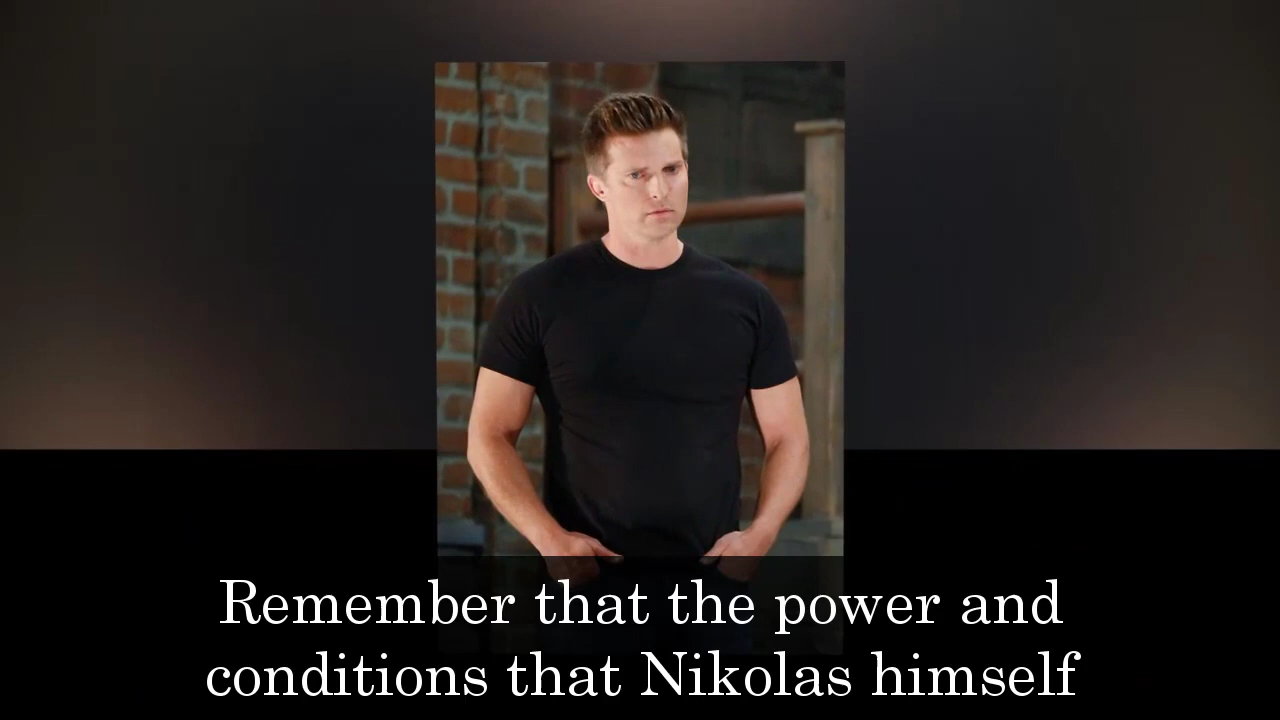 Remember that the power and
conditions that Nikolas himself